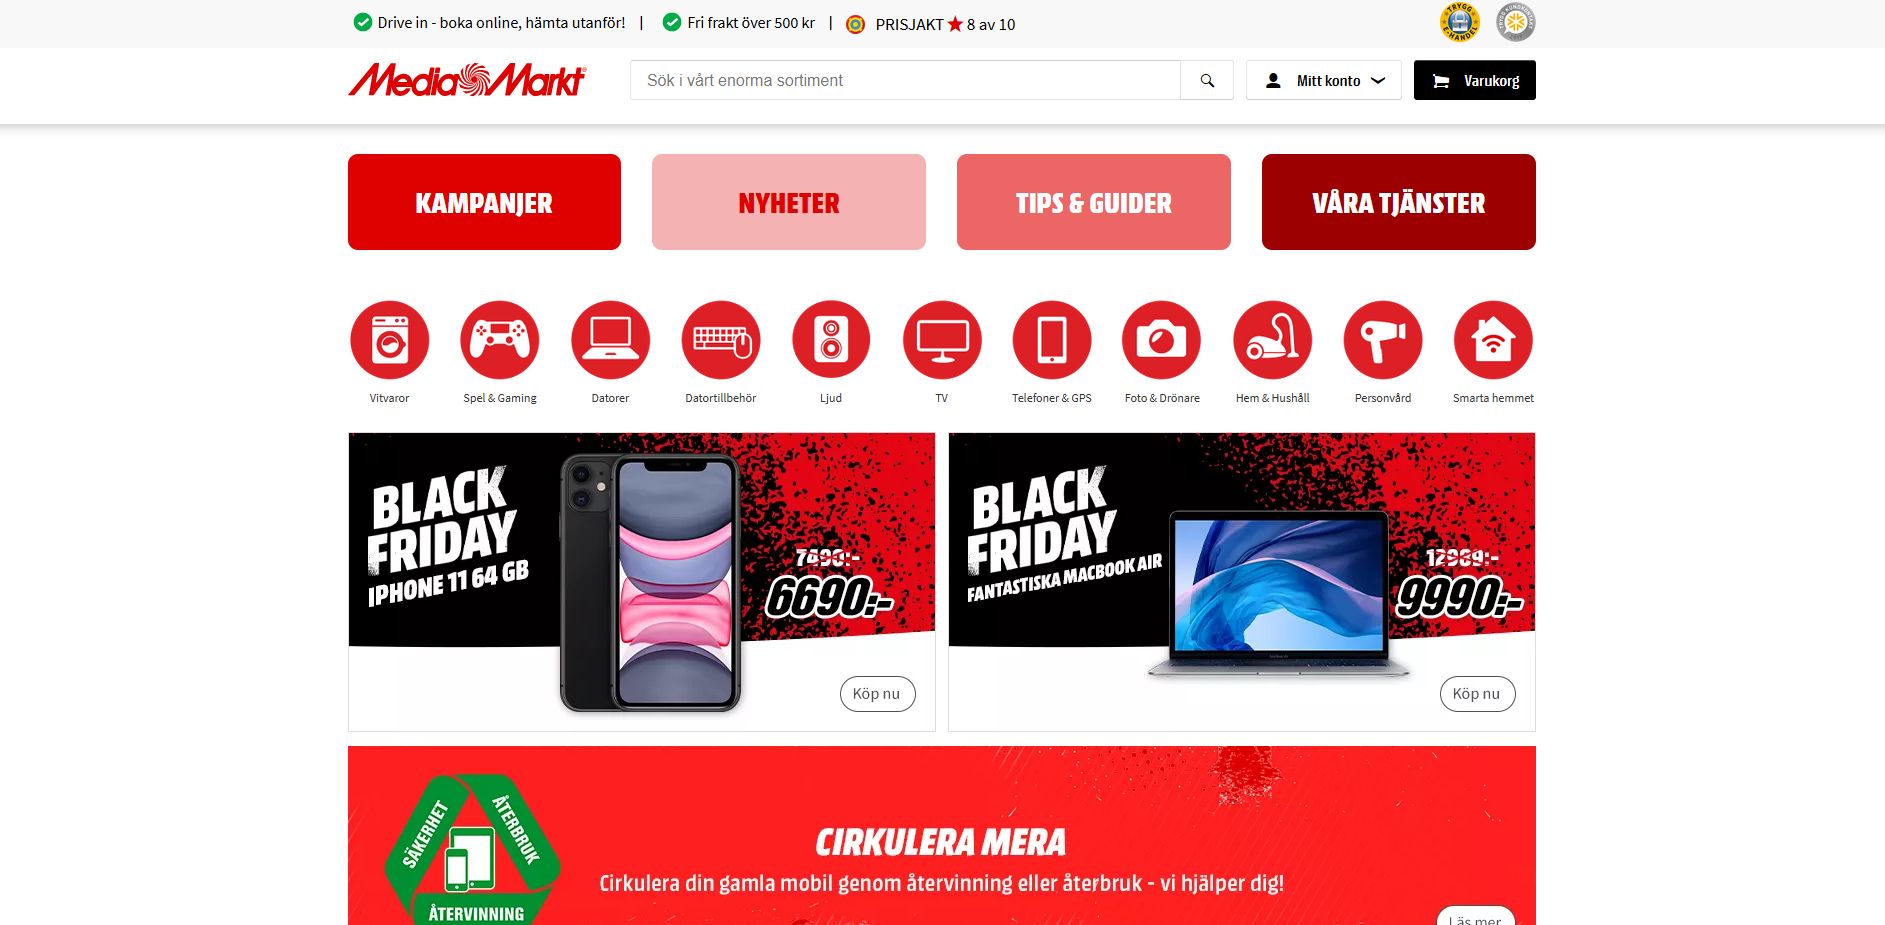 Drive in - boka online, hämta utanför! | Fri frakt över 500 kr | PRISJAKT 8 av 10
TRYGG E-HANDEL
MediaMarkt
Sök i vårt enorma sortiment
Mitt konto
Varukorg
KAMPANJER
NYHETER
TIPS & GUIDER
VÅRA TJÄNSTER
Vitvaror
Spel & Gaming
Datorer
Datortillbehör
Ljud
TV
Telefoner & GPS
Foto & Drönare
Hem & Hushåll
Personvård
Smarta hemmet
BLACK
FRIDAY
IPHONE 11 64 GB
7490:-
6690:-
Köp nu
BLACK
FRIDAY
FANTASTISKA MACBOOK AIR
12989:-
9990:-
Köp nu
SÄKERHET
ÅTERBRUK
ÅTERVINNING
CIRKULERA MERA
Cirkulera din gamla mobil genom återvinning eller återbruk - vi hjälper dig!
Läs mer